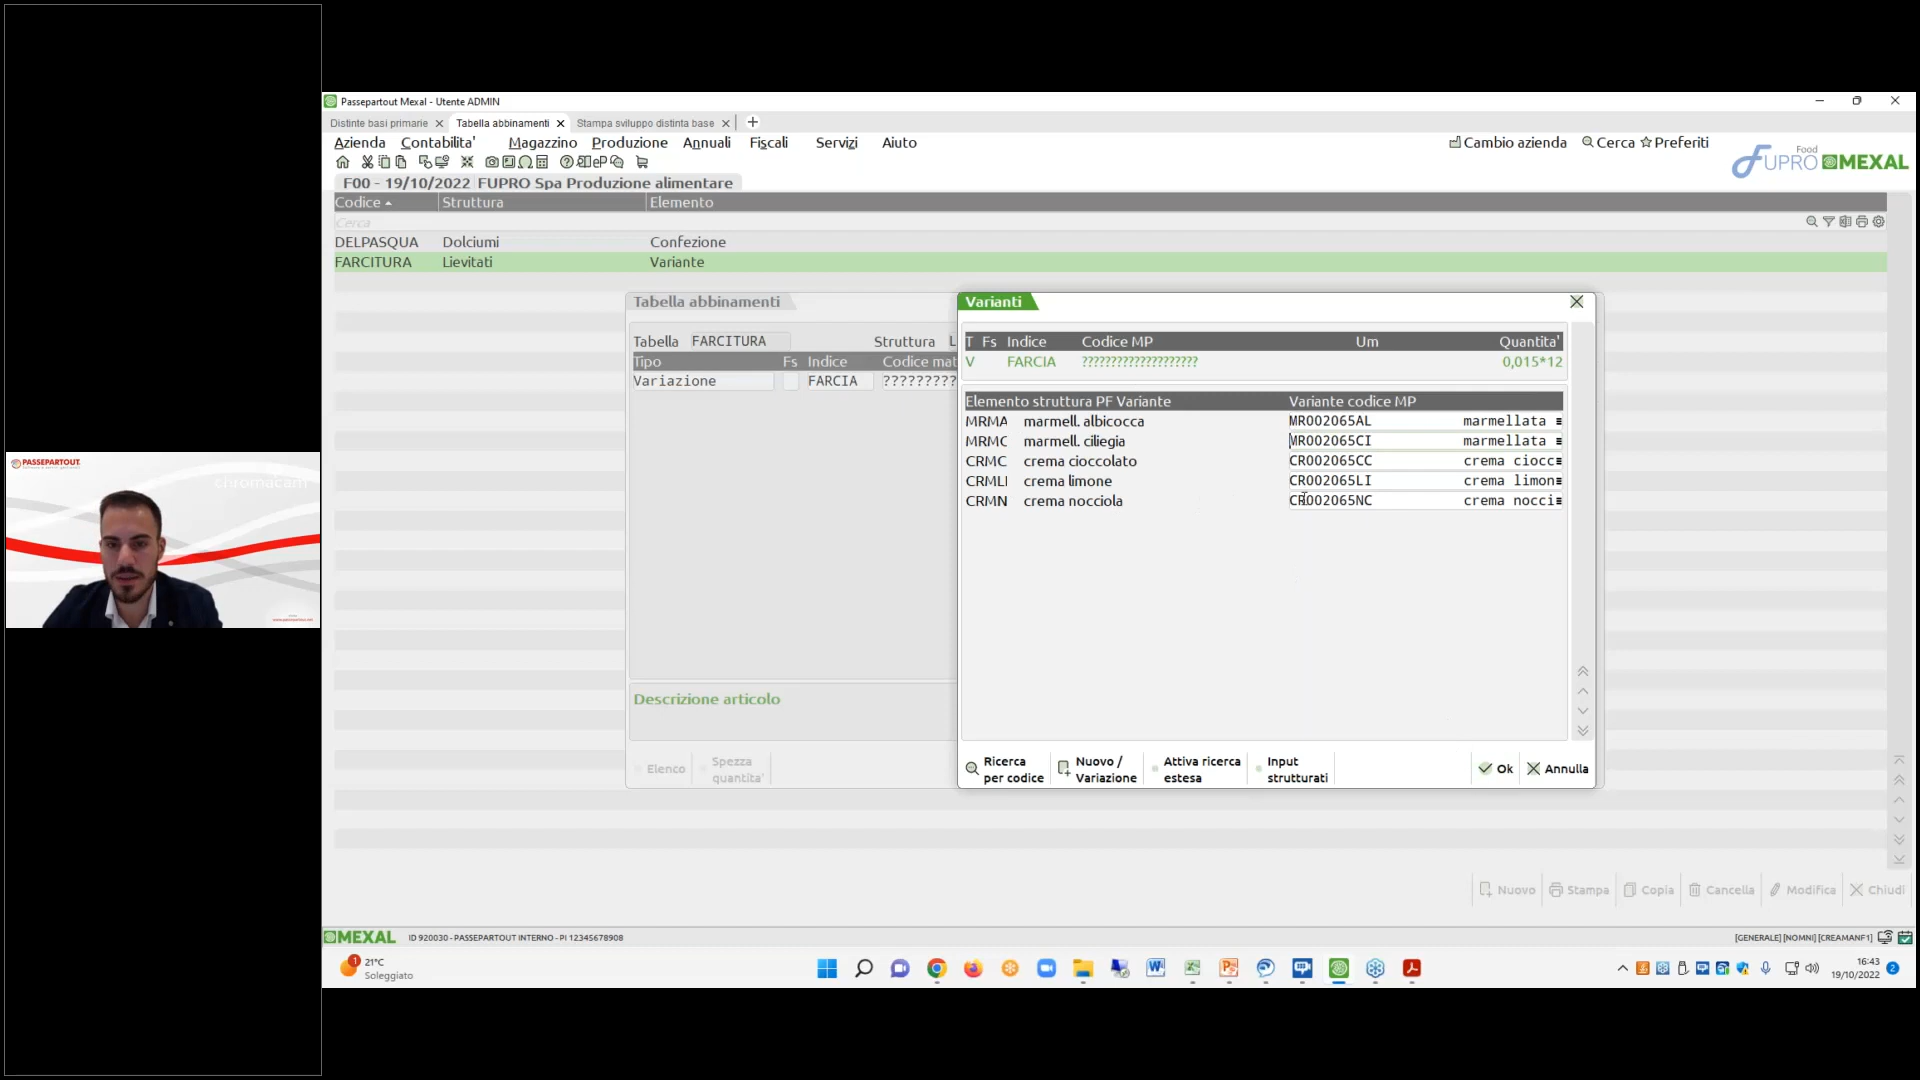 Passepartout Mexal - Utente ADMIN
Distinte basi primarie
Tabella abbinamenti
Stampa sviluppo distinta base
Azienda Contabilita' Magazzino Produzione Annuali Fiscali Servizi Aiuto
Cambio azienda Cerca Preferiti
Food
FUPRO MEXAL
F00 - 19/10/2022 FUPRO Spa Produzione alimentare
Codice Struttura Elemento
Cerca
DELPASQUA Dolciumi Confezione
FARCITURA Lievitati Variante
Tabella abbinamenti
Tabella FARCITURA Struttura L
Tipo Fs Indice Codice mat
Variazione FARCIA ?????????
Descrizione articolo
Elenco
Spezza quantita'
Varianti
T Fs Indice Codice MP Um Quantita'
V FARCIA ???????????????????? 0,015*12
Elemento struttura PF Variante Variante codice MP
MRMA marmell. albicocca MR002065AL marmellata
MRMC marmell. ciliegia MR002065CI marmellata
CRMC crema cioccolato CR002065CC crema ciocc
CRMLI crema limone CR002065LI crema limon
CRMN crema nocciola CR002065NC crema nocci
Ricerca per codice
Nuovo / Variazione
Attiva ricerca estesa
Input strutturati
Ok Annulla
Nuovo Stampa Copia Cancella Modifica Chiudi
MEXAL ID 920030 - PASSEPARTOUT INTERNO - PI 12345678908
[GENERALE] [NOMNI] [CREAMANF1]
1
21°C
Soleggiato
16:43
19/10/2022
2
PASSEPARTOUT
chromacam